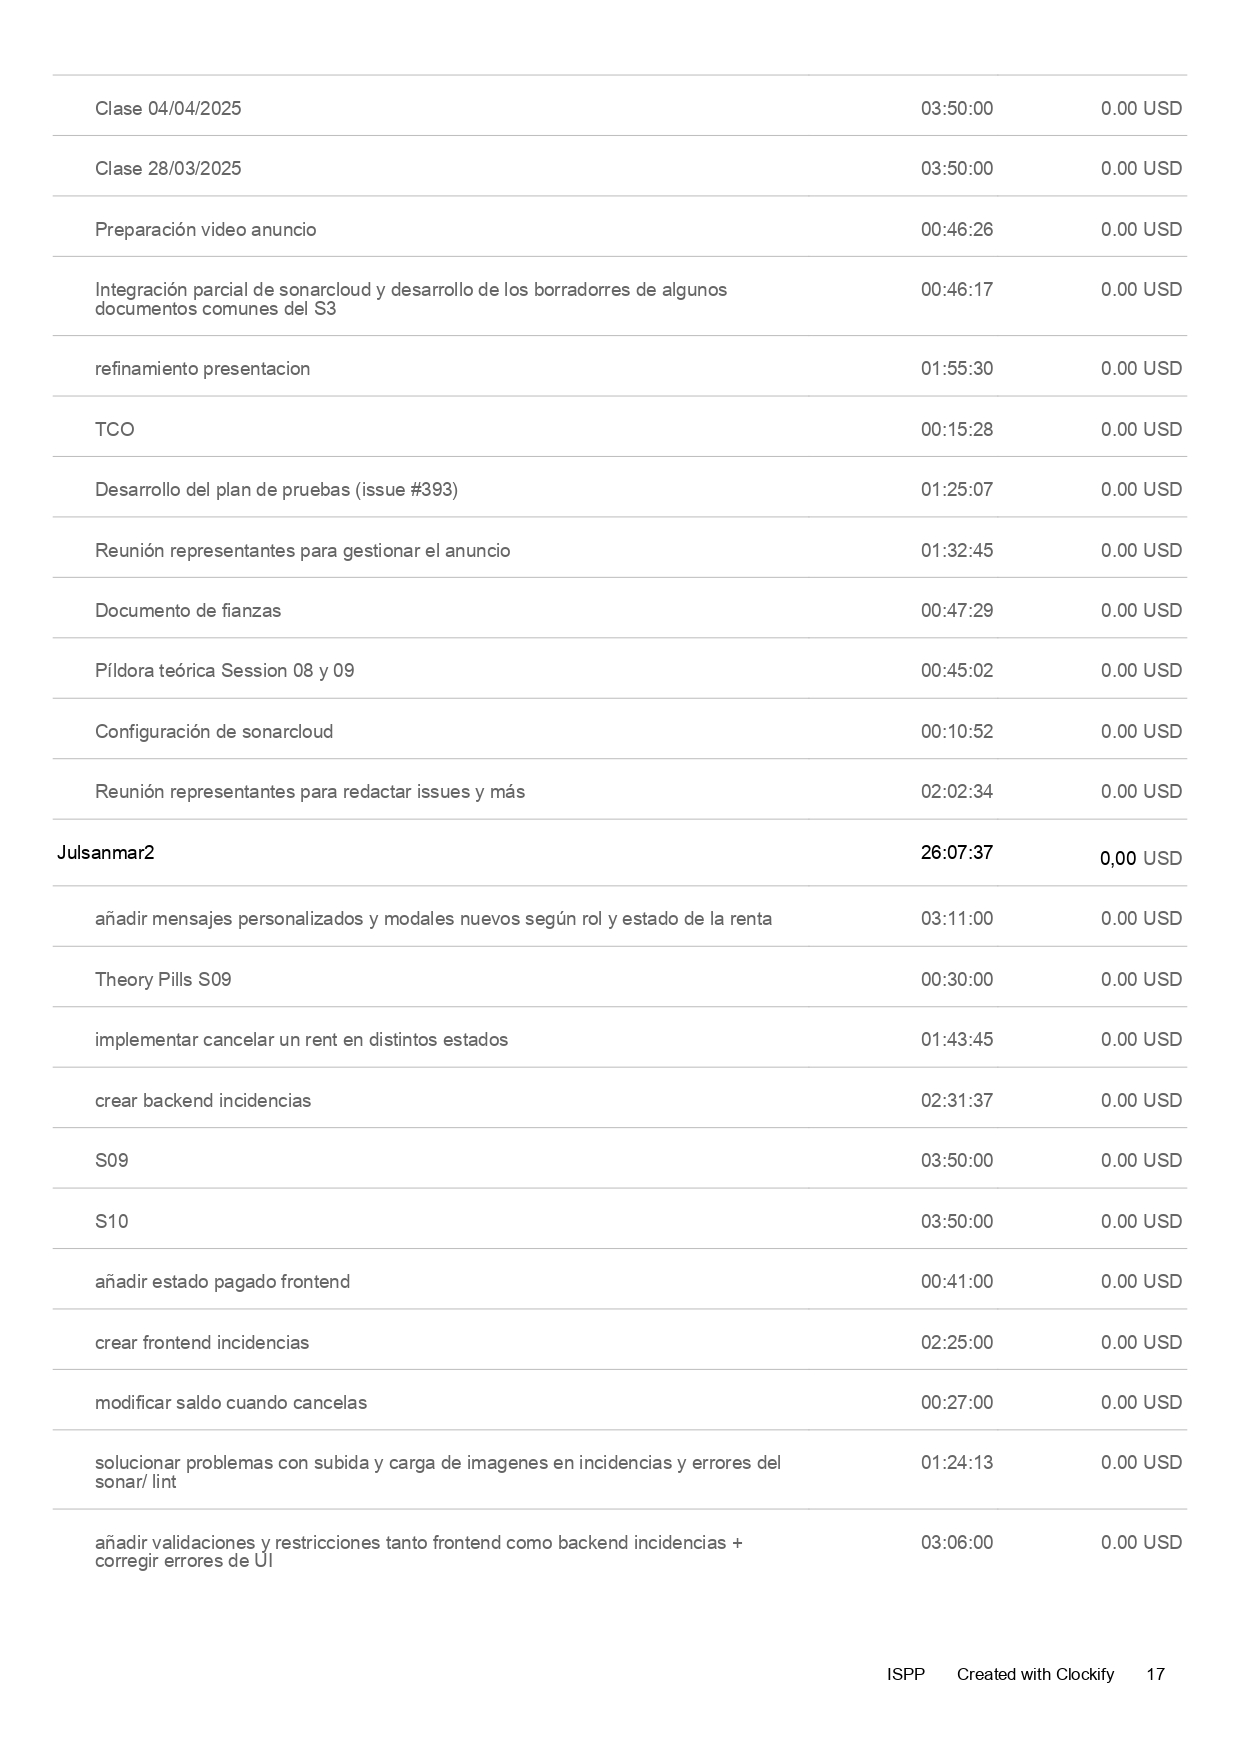 Clase 04/04/2025 03:50:00 0.00 USD
Clase 28/03/2025 03:50:00 0.00 USD
Preparación video anuncio 00:46:26 0.00 USD
Integración parcial de sonarcloud y desarrollo de los borradorres de algunos 00:46:17 0.00 USD
documentos comunes del S3
refinamiento presentacion 01:55:30 0.00 USD
TCO 00:15:28 0.00 USD
Desarrollo del plan de pruebas (issue #393) 01:25:07 0.00 USD
Reunión representantes para gestionar el anuncio 01:32:45 0.00 USD
Documento de fianzas 00:47:29 0.00 USD
Píldora teórica Session 08 y 09 00:45:02 0.00 USD
Configuración de sonarcloud 00:10:52 0.00 USD
Reunión representantes para redactar issues y más 02:02:34 0.00 USD
Julsanmar2 26:07:37 0,00 USD
añadir mensajes personalizados y modales nuevos según rol y estado de la renta 03:11:00 0.00 USD
Theory Pills S09 00:30:00 0.00 USD
implementar cancelar un rent en distintos estados 01:43:45 0.00 USD
crear backend incidencias 02:31:37 0.00 USD
S09 03:50:00 0.00 USD
S10 03:50:00 0.00 USD
añadir estado pagado frontend 00:41:00 0.00 USD
crear frontend incidencias 02:25:00 0.00 USD
modificar saldo cuando cancelas 00:27:00 0.00 USD
solucionar problemas con subida y carga de imagenes en incidencias y errores del 01:24:13 0.00 USD
sonar/ lint
añadir validaciones y restricciones tanto frontend como backend incidencias + 03:06:00 0.00 USD
corregir errores de UI
ISPP Created with Clockify 17